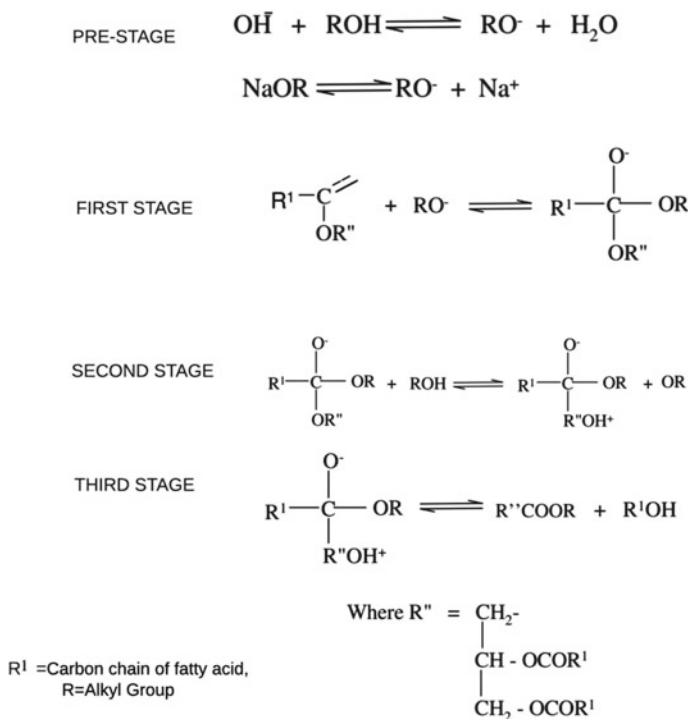 PRE-STAGE
OH⁻ + ROH ⇌ RO⁻ + H₂O
NaOR ⇌ RO⁻ + Na⁺
FIRST STAGE
R¹–C
OR"
+ RO⁻ ⇌
O⁻
R¹–C–OR
OR"
SECOND STAGE
O⁻
R¹–C–OR + ROH ⇌
OR"
O⁻
R¹–C–OR + OR
R"OH⁺
THIRD STAGE
O⁻
R¹–C–OR
R"OH⁺
⇌ R’’COOR + R¹OH
Where R" = CH₂-
CH - OCOR¹
CH₂ - OCOR¹
R¹ =Carbon chain of fatty acid,
R=Alkyl Group